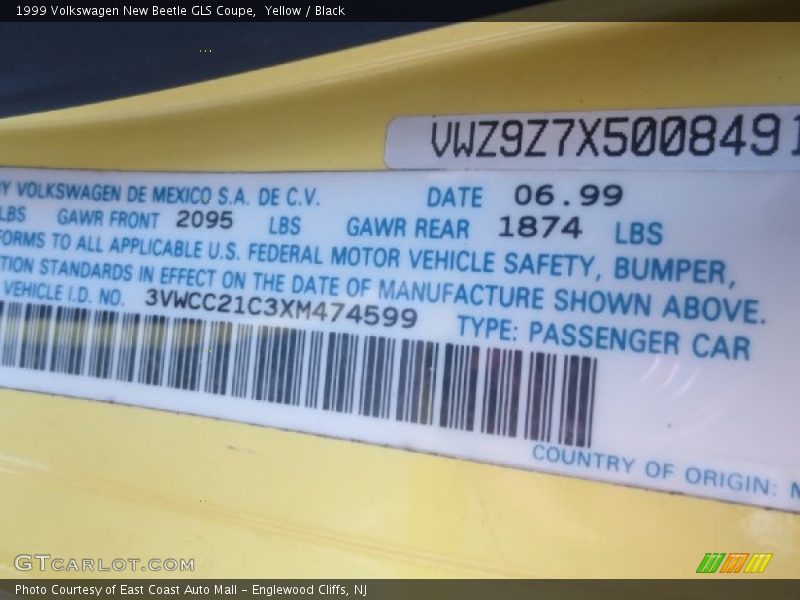 1999 Volkswagen New Beetle GLS Coupe, Yellow / Black
VWZ9Z7X5008491
VOLKSWAGEN DE MEXICO S.A. DE C.V. DATE 06.99
LBS GAWR FRONT 2095 LBS GAWR REAR 1874 LBS
TO ALL APPLICABLE U.S. FEDERAL MOTOR VEHICLE SAFETY, BUMPER,
STANDARDS IN EFFECT ON THE DATE OF MANUFACTURE SHOWN ABOVE.
VEHICLE I.D. NO. 3VWCC21C3XM474599 TYPE: PASSENGER CAR
COUNTRY OF ORIGIN: M
GTCARLOT.COM
Photo Courtesy of East Coast Auto Mall – Englewood Cliffs, NJ